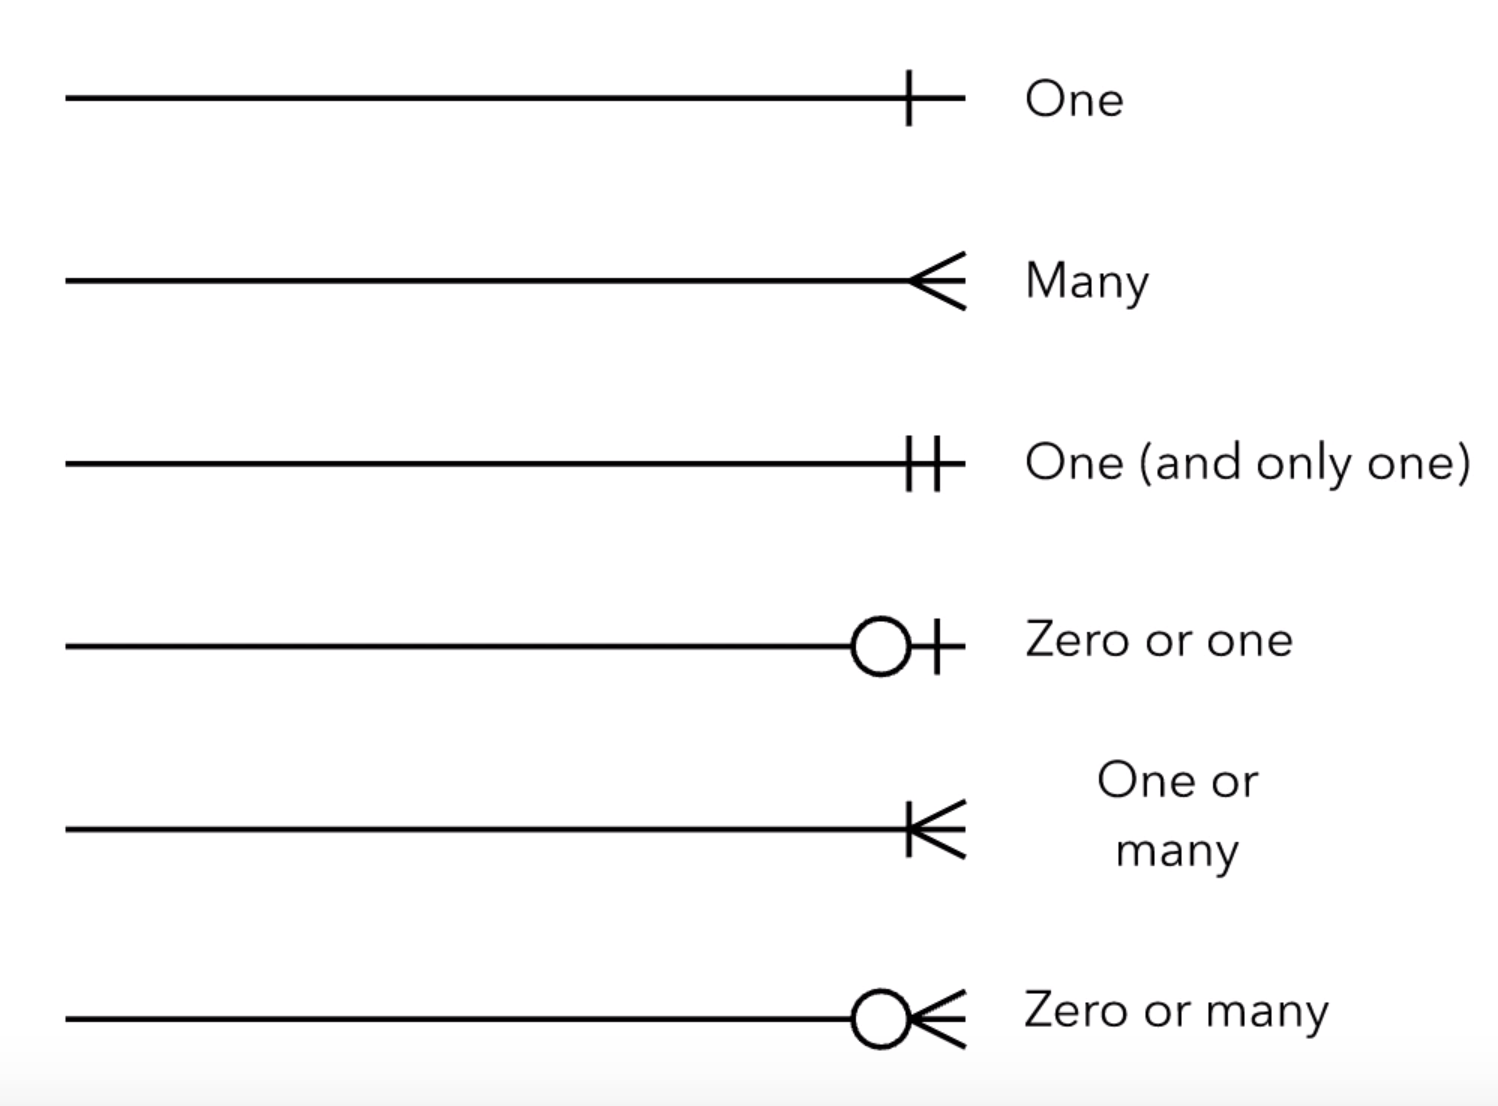 One
Many
One (and only one)
Zero or one
One or
many
Zero or many